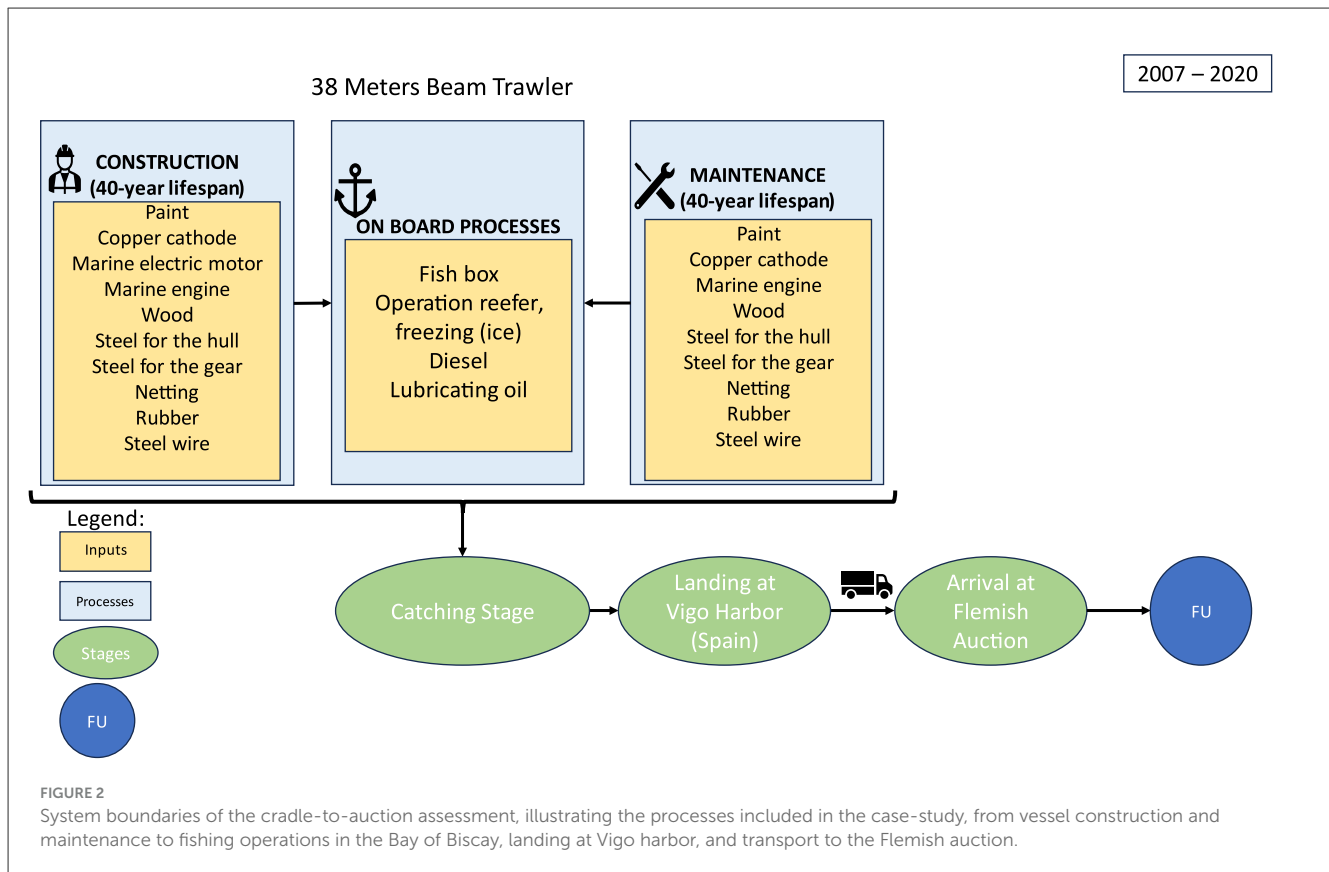 38 Meters Beam Trawler
2007 – 2020
CONSTRUCTION
(40-year lifespan)
Paint
Copper cathode
Marine electric motor
Marine engine
Wood
Steel for the hull
Steel for the gear
Netting
Rubber
Steel wire
ON BOARD PROCESSES
Fish box
Operation reefer,
freezing (ice)
Diesel
Lubricating oil
MAINTENANCE
(40-year lifespan)
Paint
Copper cathode
Marine engine
Wood
Steel for the hull
Steel for the gear
Netting
Rubber
Steel wire
Legend:
Inputs
Processes
Stages
FU
Catching Stage
Landing at
Vigo Harbor
(Spain)
Arrival at
Flemish
Auction
FU
FIGURE 2
System boundaries of the cradle-to-auction assessment, illustrating the processes included in the case-study, from vessel construction and
maintenance to fishing operations in the Bay of Biscay, landing at Vigo harbor, and transport to the Flemish auction.